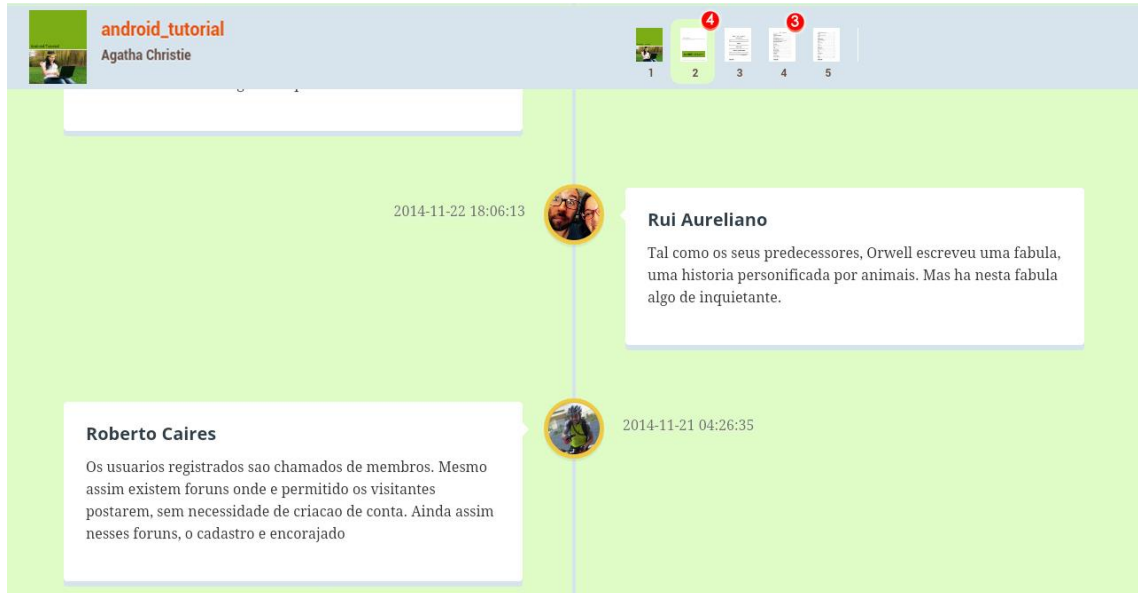 android_tutorial
Agatha Christie
4
3
1
2
3
4
5
2014-11-22 18:06:13
Rui Aureliano
Tal como os seus predecessores, Orwell escreveu uma fabula,
uma historia personificada por animais. Mas ha nesta fabula
algo de inquietante.
Roberto Caires
2014-11-21 04:26:35
Os usuarios registrados sao chamados de membros. Mesmo
assim existem foruns onde e permitido os visitantes
postarem, sem necessidade de criacao de conta. Ainda assim
nesses foruns, o cadastro e encorajado